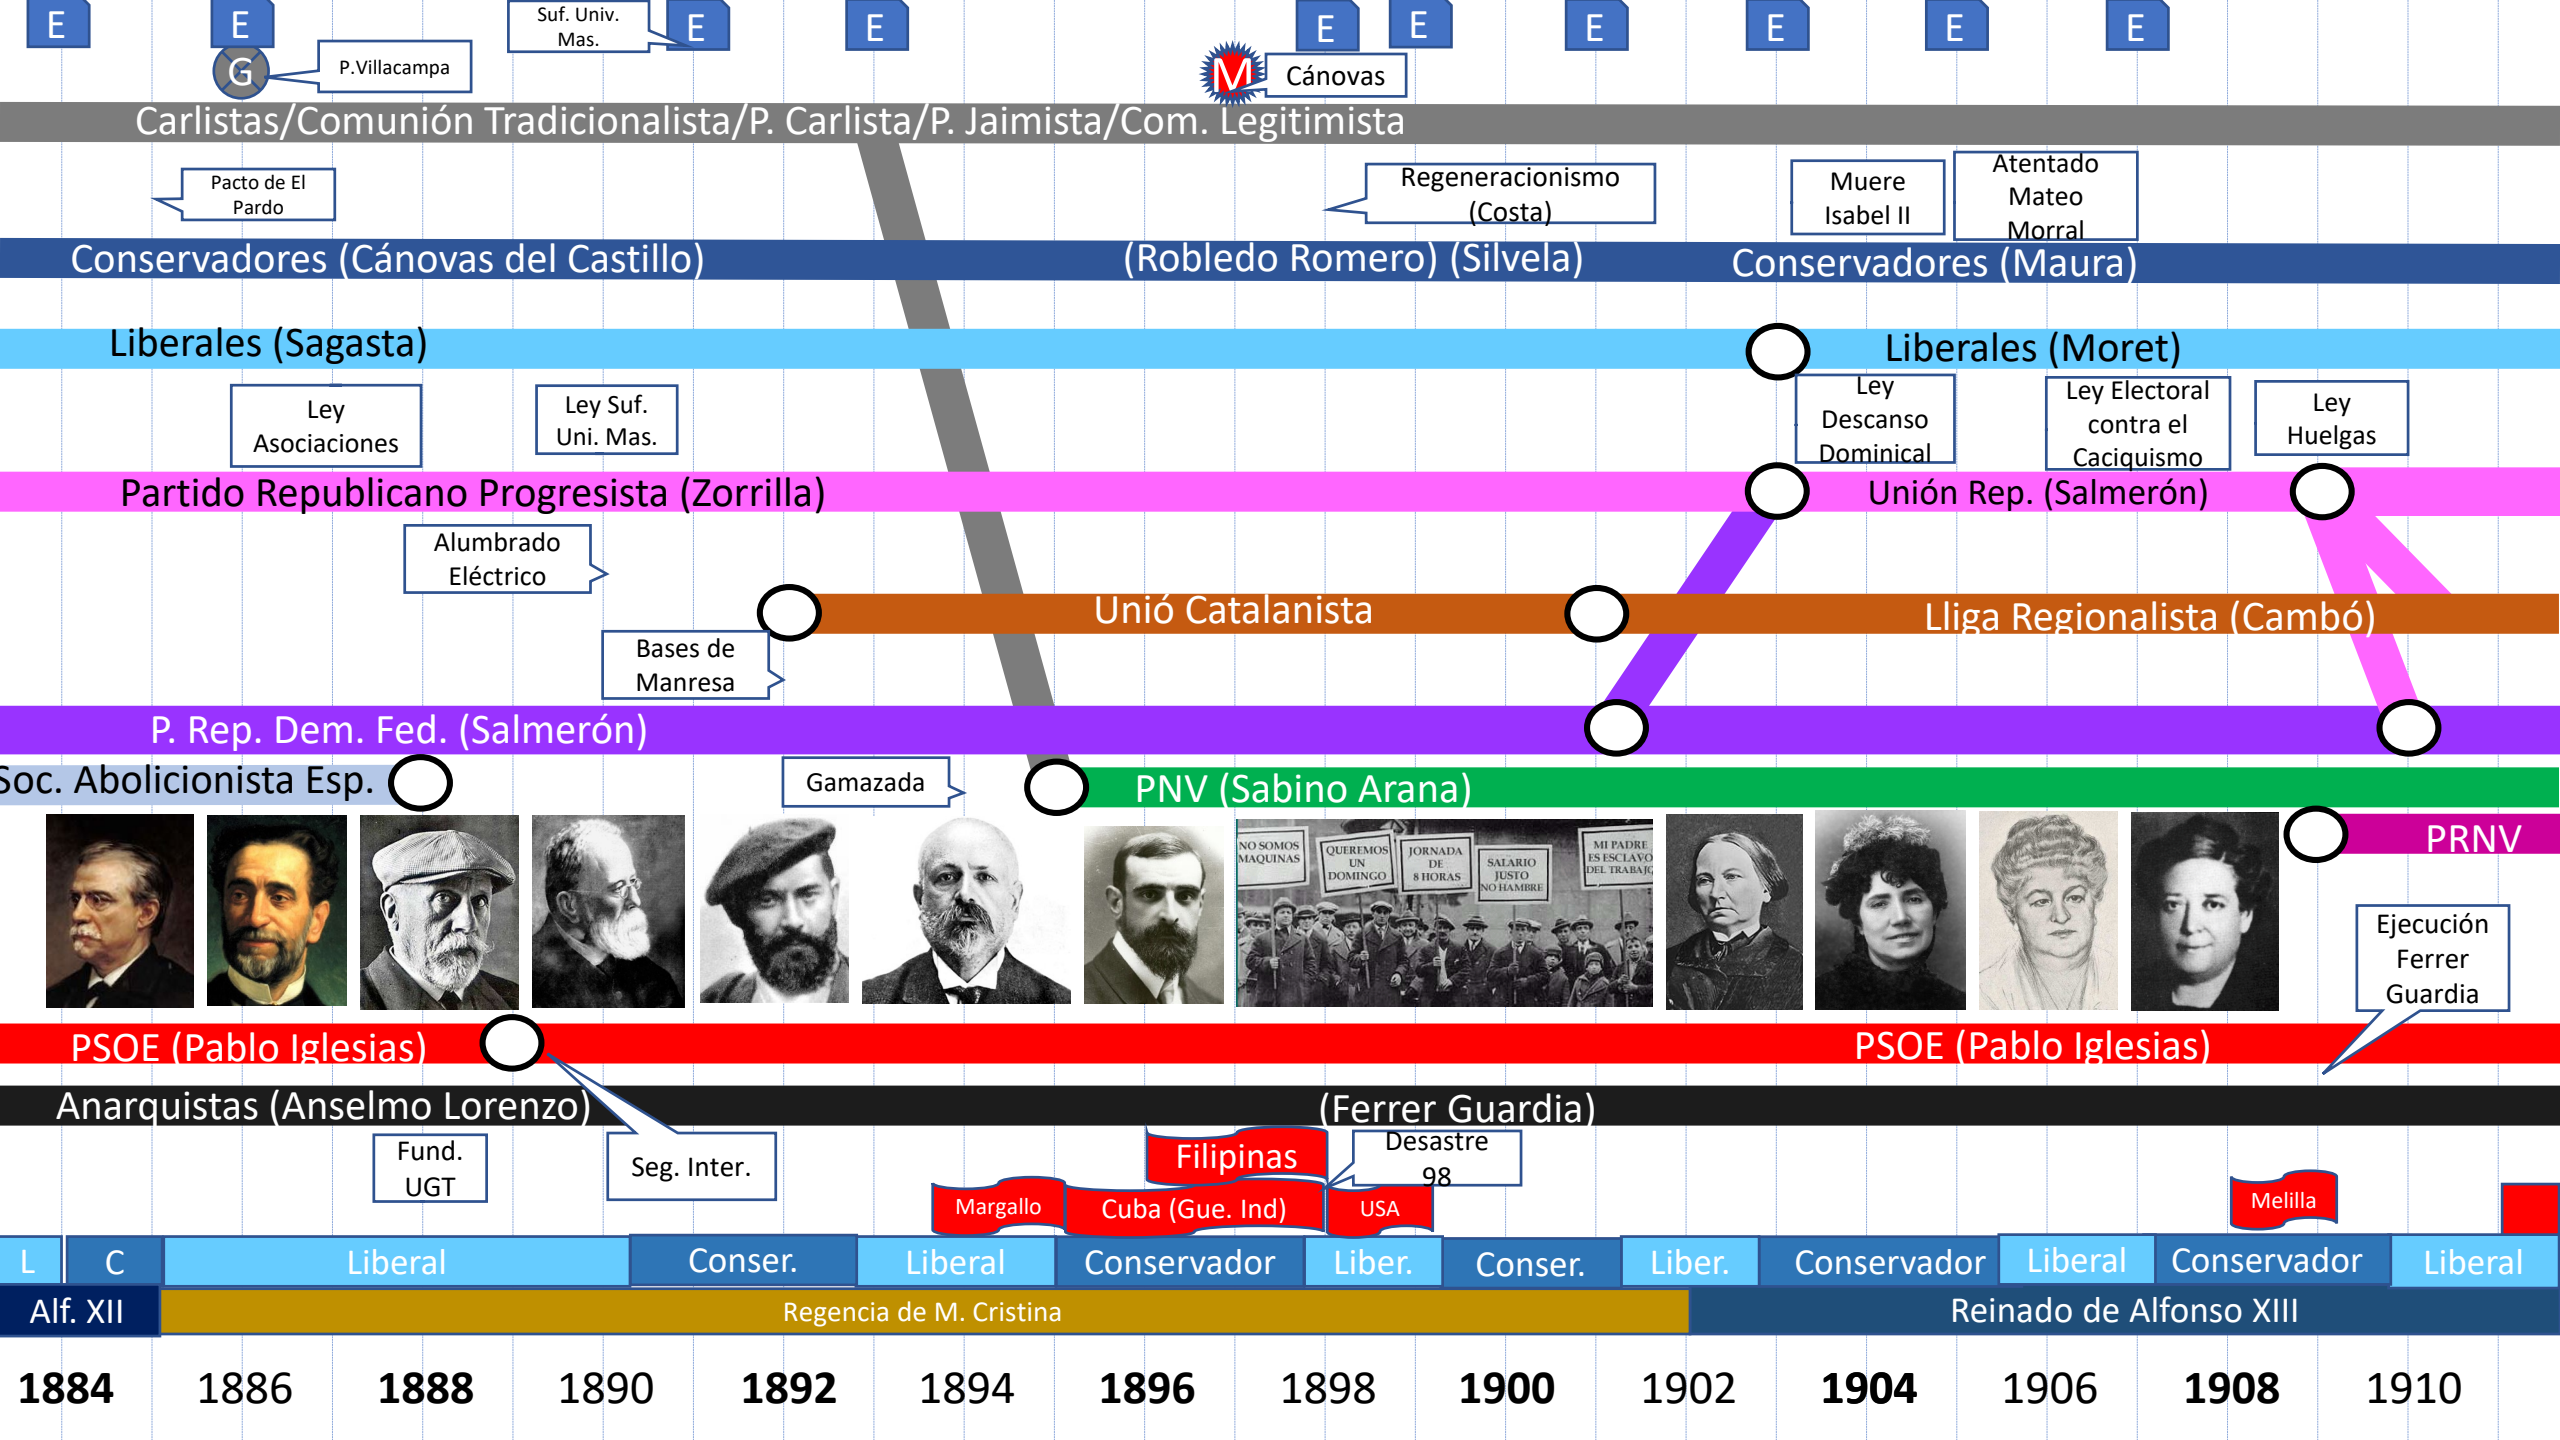 E E E E E E E E E E
Suf. Univ.
Mas.
G
P.Villacampa
M
Cánovas
Carlistas/Comunión Tradicionalista/P. Carlista/P. Jaimista/Com. Legitimista
Pacto de El
Pardo
Regeneracionismo
(Costa)
Muere
Isabel II
Atentado
Mateo
Morral
Conservadores (Cánovas del Castillo)
(Robledo Romero) (Silvela)
Conservadores (Maura)
Liberales (Sagasta)
Liberales (Moret)
Ley
Asociaciones
Ley Suf.
Uni. Mas.
Ley
Descanso
Dominical
Ley Electoral
contra el
Caciquismo
Ley
Huelgas
Partido Republicano Progresista (Zorrilla)
Unión Rep. (Salmerón)
Alumbrado
Eléctrico
Unió Catalanista
Lliga Regionalista (Cambó)
Bases de
Manresa
P. Rep. Dem. Fed. (Salmerón)
Soc. Abolicionista Esp.
Gamazada
PNV (Sabino Arana)
PRNV
NO SOMOS
MAQUINAS
QUEREMOS
UN
DOMINGO
JORNADA
DE
8 HORAS
SALARIO
JUSTO
NO HAMBRE
MI PADRE
ES ESCLAVO
DEL TRABAJO
Ejecución
Ferrer
Guardia
PSOE (Pablo Iglesias)
PSOE (Pablo Iglesias)
Anarquistas (Anselmo Lorenzo)
(Ferrer Guardia)
Fund.
UGT
Seg. Inter.
Filipinas
Desastre
98
Margallo
Cuba (Gue. Ind)
USA
Melilla
L C Liberal Conser. Liberal Conservador Liber. Conser. Liber. Conservador Liberal Conservador Liberal
Alf. XII Regencia de M. Cristina Reinado de Alfonso XIII
1884 1886 1888 1890 1892 1894 1896 1898 1900 1902 1904 1906 1908 1910